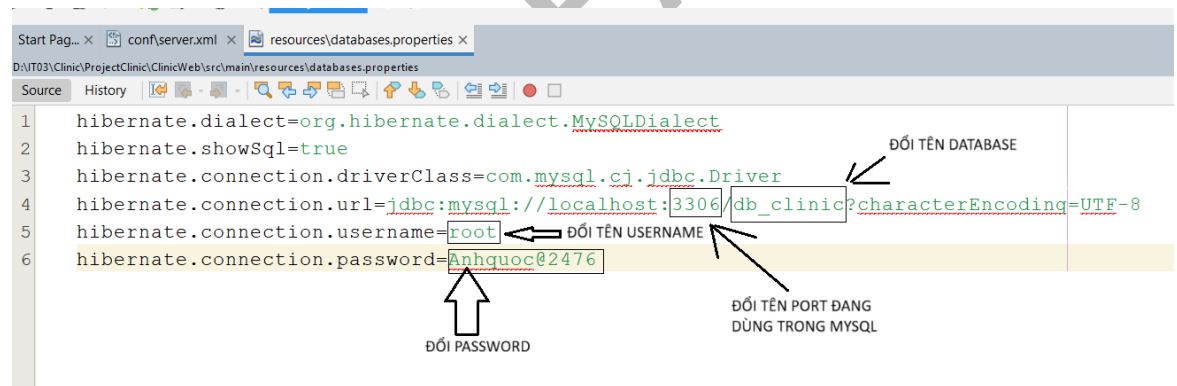 Start Pag... conf\server.xml resources\databases.properties
D:\IT03\Clinic\ProjectClinic\ClinicWeb\src\main\resources\databases.properties
Source History
1 hibernate.dialect=org.hibernate.dialect.MySQLDialect
2 hibernate.showSql=true
ĐỔI TÊN DATABASE
3 hibernate.connection.driverClass=com.mysql.cj.jdbc.Driver
4 hibernate.connection.url=jdbc:mysql://localhost:3306/db_clinic?characterEncoding=UTF-8
5 hibernate.connection.username=root ĐỔI TÊN USERNAME
6 hibernate.connection.password=Anhquoc@2476
ĐỔI TÊN PORT ĐANG
DÙNG TRONG MYSQL
ĐỔI PASSWORD